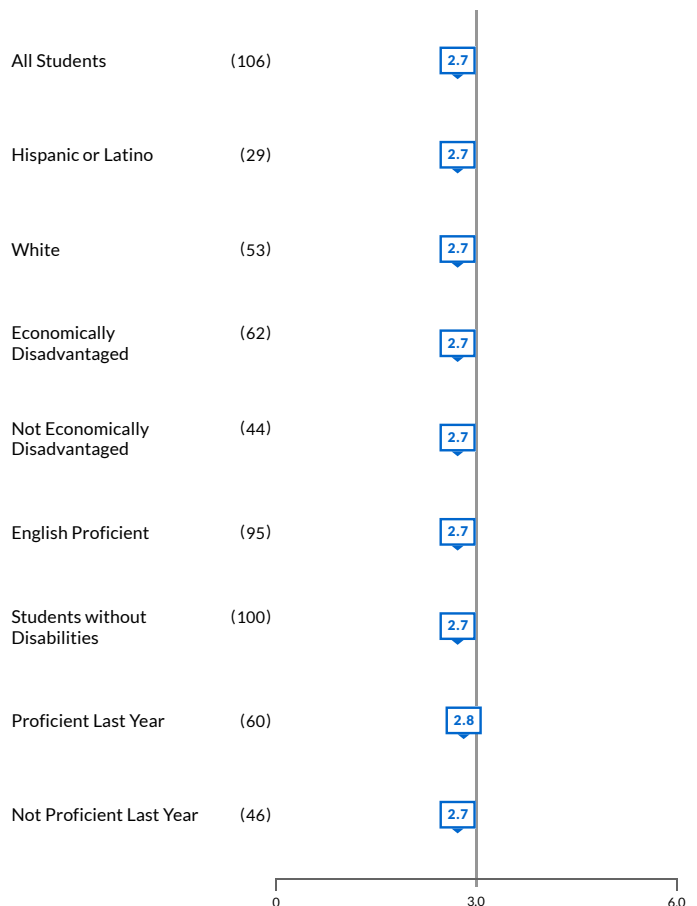 All Students (106) 2.7
Hispanic or Latino (29) 2.7
White (53) 2.7
Economically (62)
Disadvantaged 2.7
Not Economically (44)
Disadvantaged 2.7
English Proficient (95) 2.7
Students without (100)
Disabilities 2.7
Proficient Last Year (60) 2.8
Not Proficient Last Year (46) 2.7
0 3.0 6.0